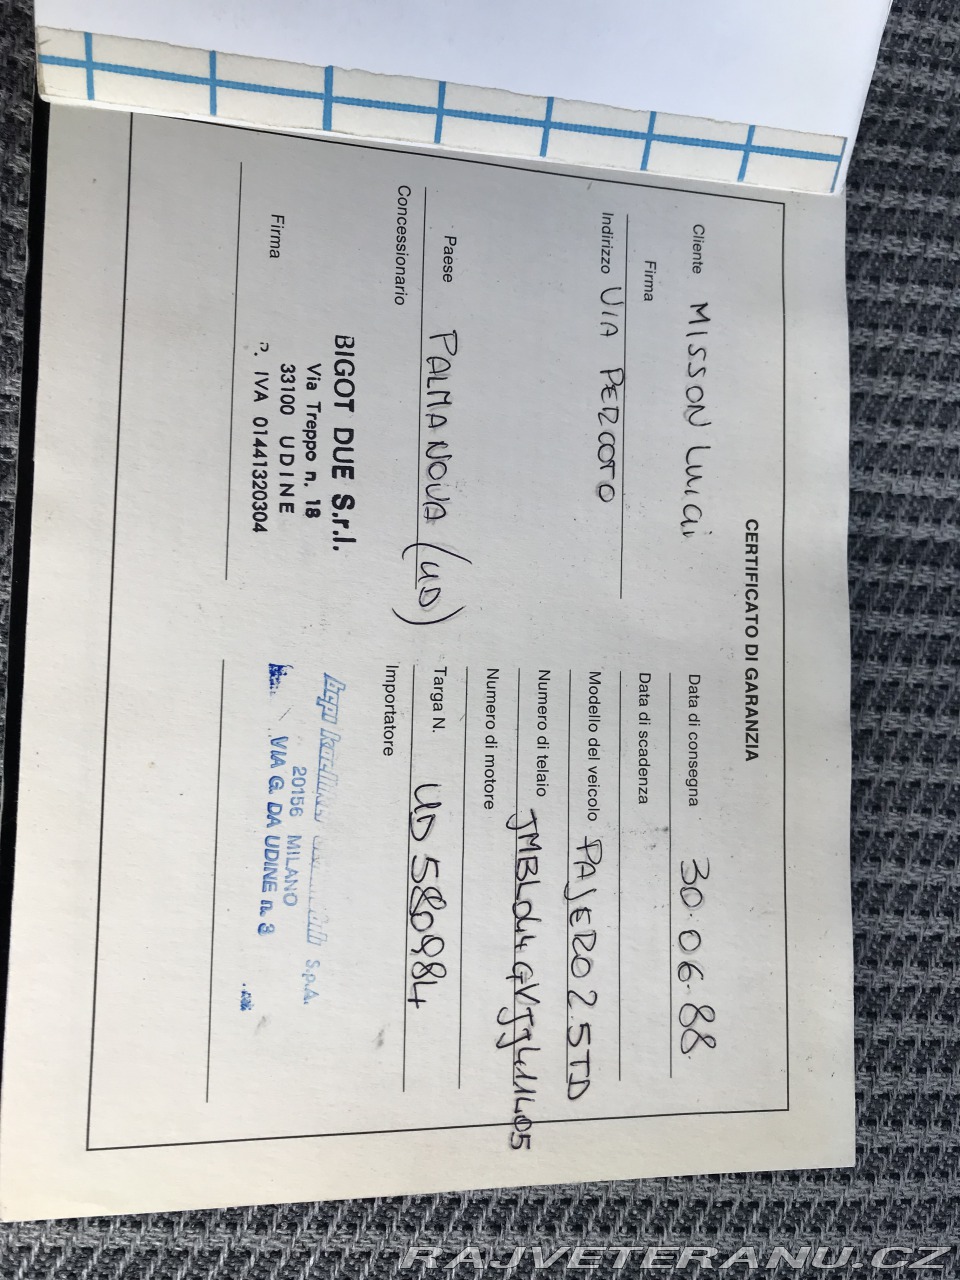 CERTIFICATO DI GARANZIA
Cliente MISSON LUIGI
Firma
Indirizzo VIA PERCOTO
Paese PALMANOVA (UD)
Concessionario
BIGOT DUE S.r.l.
Via Treppo n. 18
33100 UDINE
P. IVA 01441320304
Firma
Data di consegna 30.06.88
Data di scadenza
Modello del veicolo PAJERO 2.5TD
Numero di telaio
Numero di motore
Targa N. UD 580984
Importatore
S.p.A.
20156 MILANO
VIA G. DA UDINE n. 3
RAJVETERANU.CZ